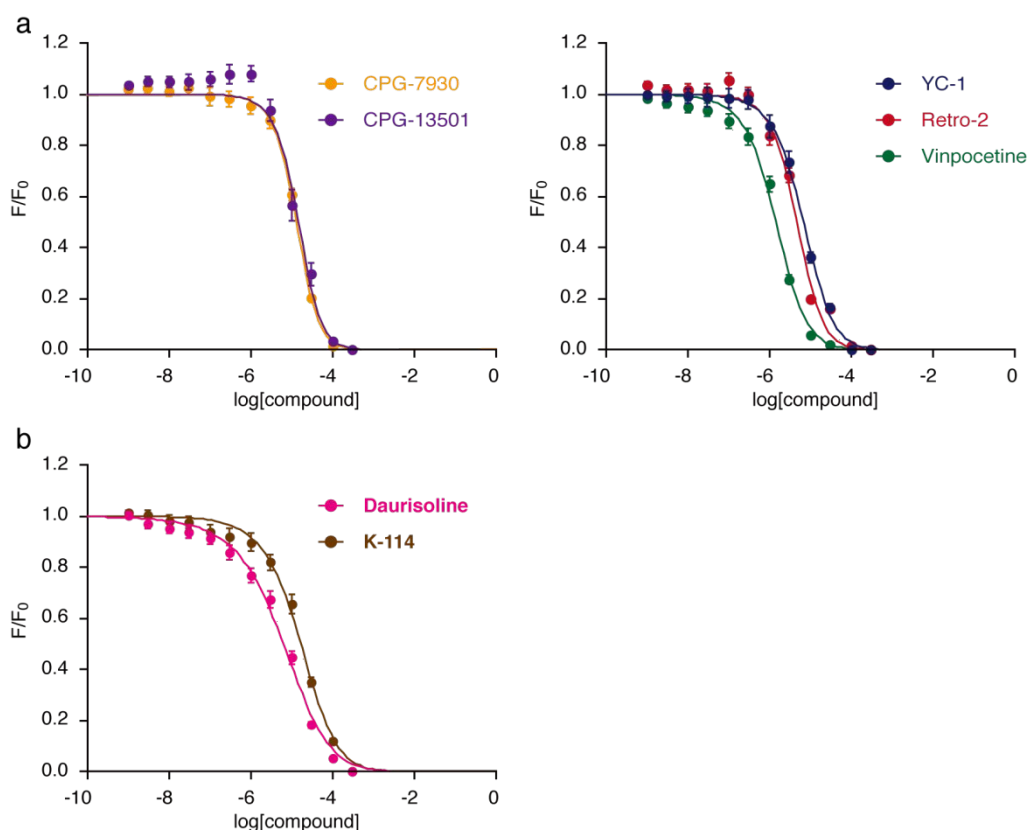 a
1.2
1.0
0.8
0.6
0.4
0.2
0.0
F/F0
-10 -8 -6 -4 -2 0
log[compound]
CPG-7930
CPG-13501
1.2
1.0
0.8
0.6
0.4
0.2
0.0
F/F0
-10 -8 -6 -4 -2 0
log[compound]
YC-1
Retro-2
Vinpocetine
b
1.2
1.0
0.8
0.6
0.4
0.2
0.0
F/F0
-10 -8 -6 -4 -2 0
log[compound]
Daurisoline
K-114